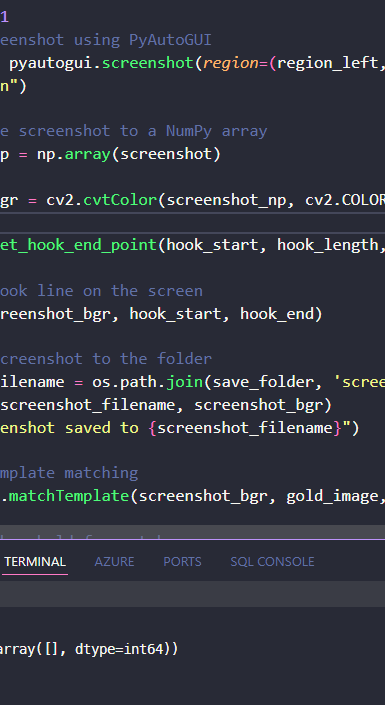 1
eenshot using PyAutoGUI
pyautogui.screenshot(region=(region_left,
n")
e screenshot to a NumPy array
p = np.array(screenshot)
gr = cv2.cvtColor(screenshot_np, cv2.COLOR
et_hook_end_point(hook_start, hook_length,
ook line on the screen
reenshot_bgr, hook_start, hook_end)
creenshot to the folder
ilename = os.path.join(save_folder, 'scree
screenshot_filename, screenshot_bgr)
enshot saved to {screenshot_filename}")
mplate matching
.matchTemplate(screenshot_bgr, gold_image,
TERMINAL AZURE PORTS SQL CONSOLE
array([], dtype=int64))